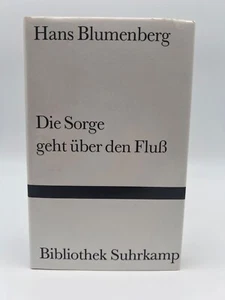 Hans Blumenberg
Die Sorge
geht über den Fluß
Bibliothek Suhrkamp